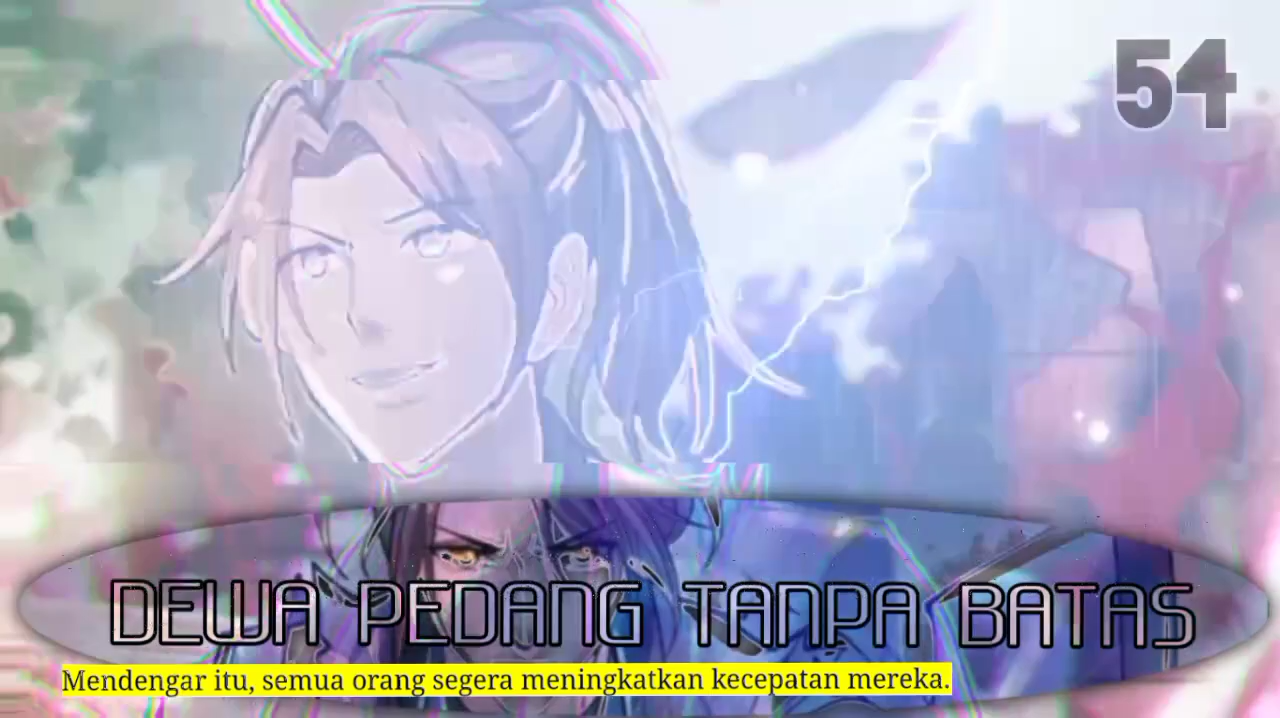 54
DEWA PEDANG TANPA BATAS
Mendengar itu, semua orang segera meningkatkan kecepatan mereka.